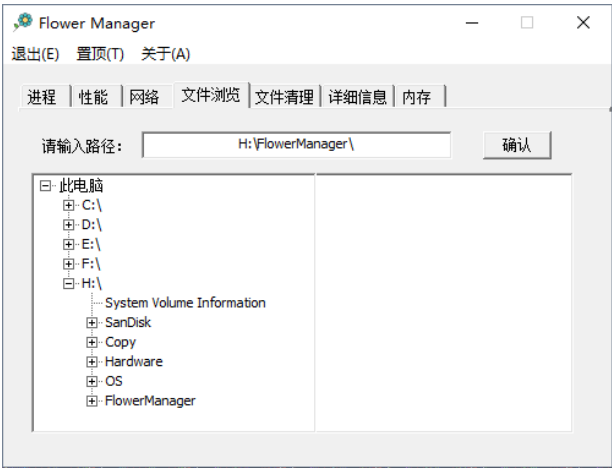 Flower Manager
退出(E) 置顶(T) 关于(A)
进程 性能 网络 文件浏览 文件清理 详细信息 内存
请输入路径： H:\FlowerManager\ 确认
此电脑
C:\
D:\
E:\
F:\
H:\
System Volume Information
SanDisk
Copy
Hardware
OS
FlowerManager